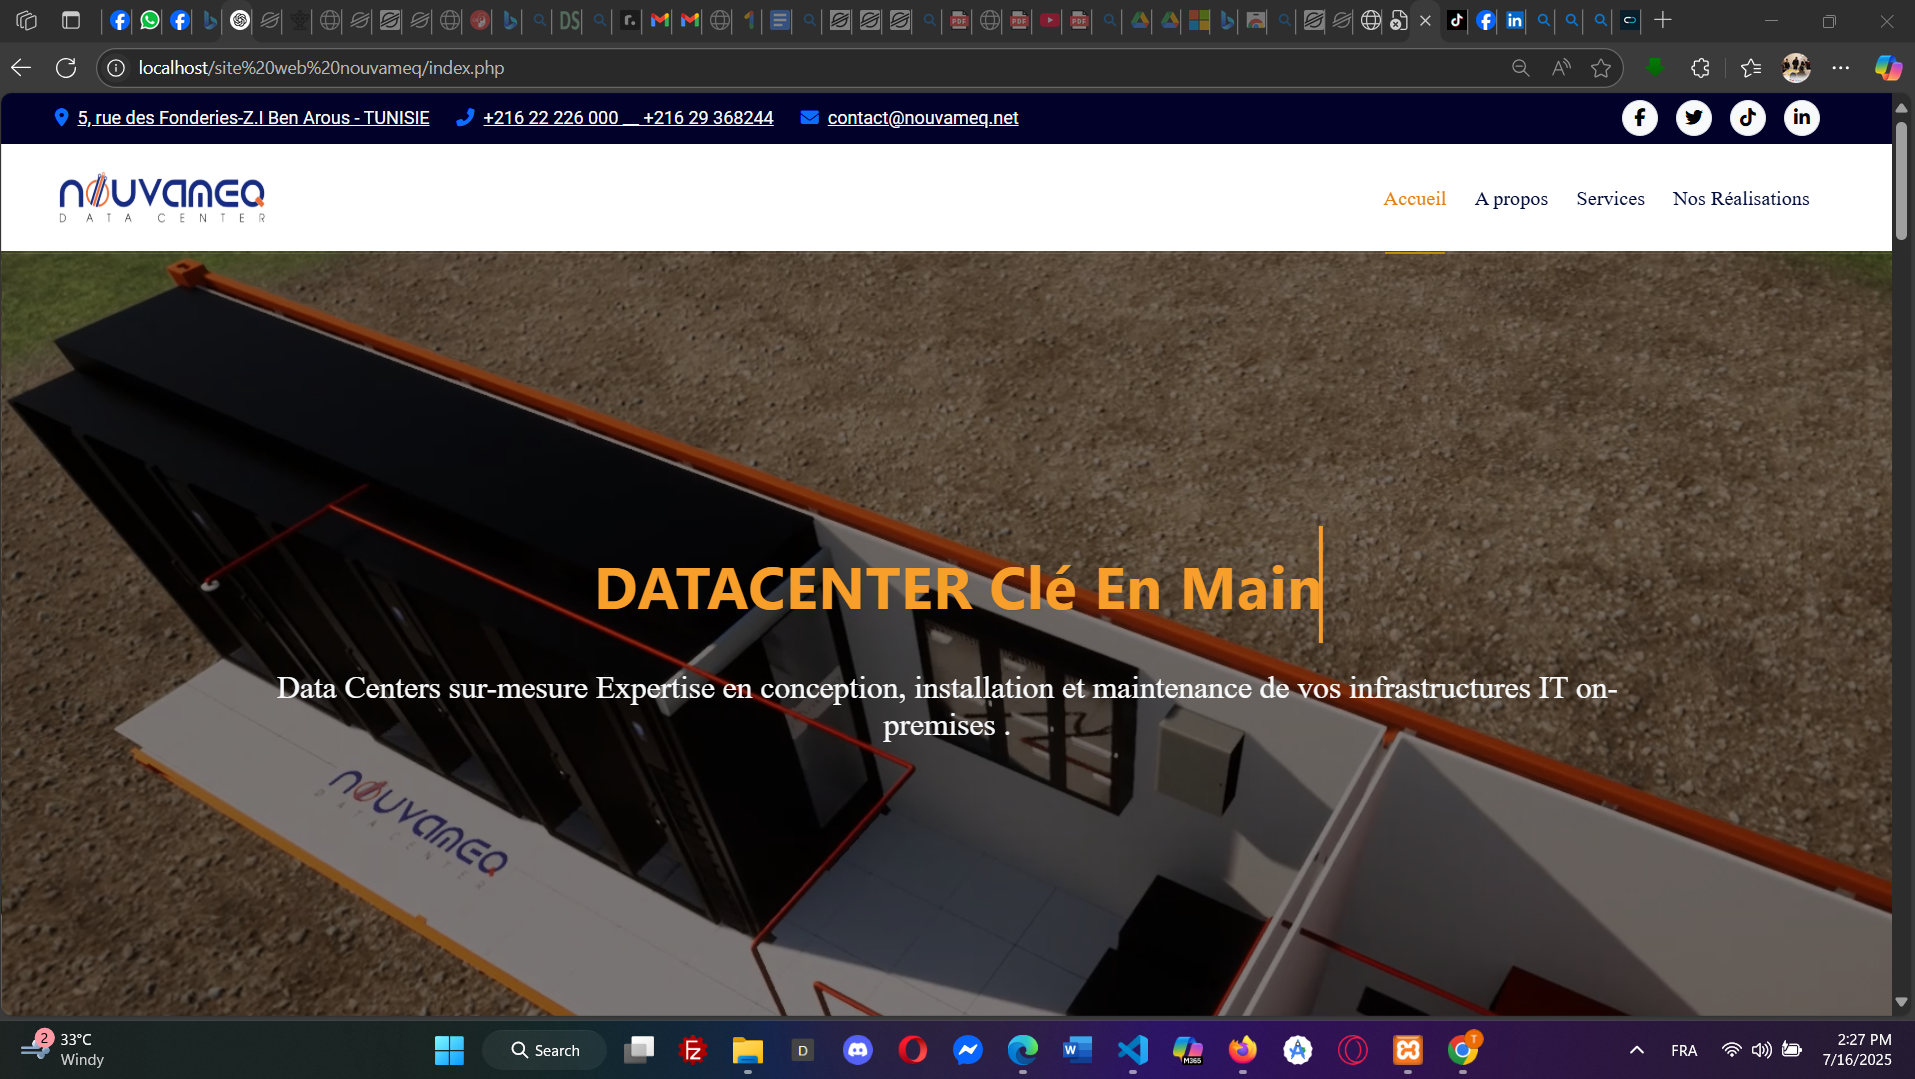 localhost/site%20web%20nouvameq/index.php
5, rue des Fonderies-Z.I Ben Arous - TUNISIE
+216 22 226 000 __ +216 29 368244
contact@nouvameq.net
NOUVAMEQ
DATA CENTER
Accueil
A propos
Services
Nos Réalisations
DATACENTER Clé En Main
Data Centers sur-mesure Expertise en conception, installation et maintenance de vos infrastructures IT on-
premises .
NOUVAMEQ
DATA CENTER
2
33°C
Windy
Search
FRA
2:27 PM
7/16/2025